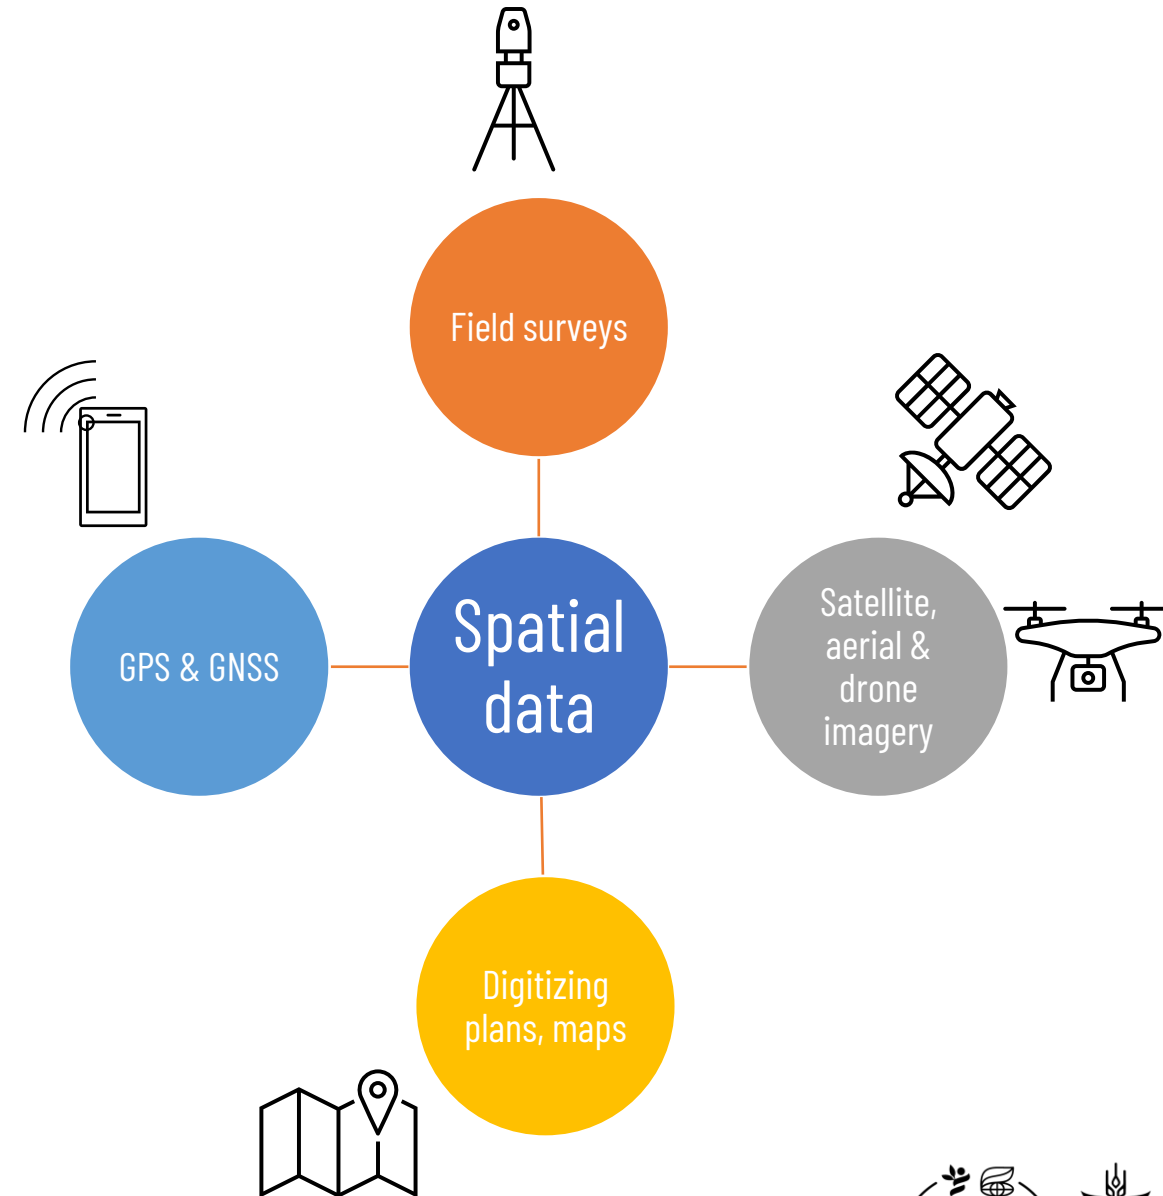 Field surveys
GPS & GNSS
Spatial
data
Satellite,
aerial &
drone
imagery
Digitizing
plans, maps